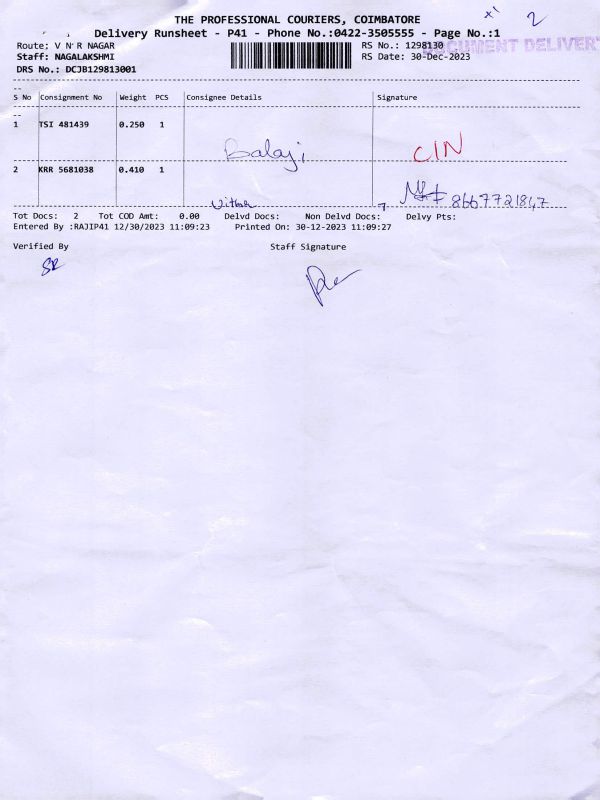 THE PROFESSIONAL COURIERS, COIMBATORE
2
Delivery Runsheet - P41 - Phone No.:0422-3505555 - Page No.:1
Route: V N R NAGAR
RS No.: 1298130
DOCUMENT DELIVERY
Staff: NAGALAKSHMI
RS Date: 30-Dec-2023
DRS No.: DCJB129813001
S No Consignment No Weight PCS Consignee Details Signature
1 TSI 481439 0.250 1
Balaji CIN
2 KRR 5681038 0.410 1
8667721847
Tot Docs: 2 Tot COD Amt: 0.00 Delvd Docs: Non Delvd Docs: Delvy Pts:
Entered By :RAJIP41 12/30/2023 11:09:23 Printed On: 30-12-2023 11:09:27
Verified By Staff Signature